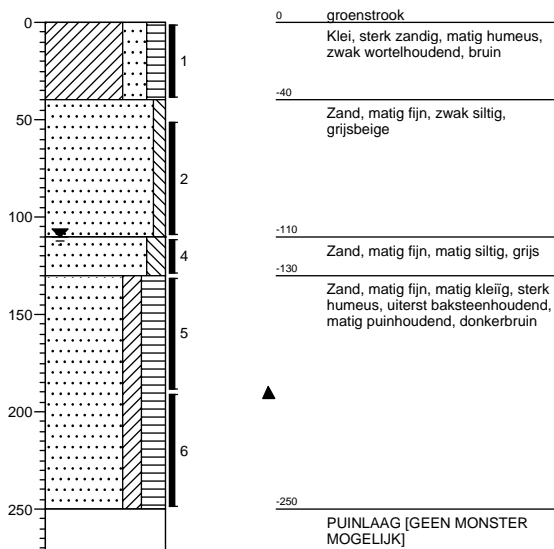 0
50
100
150
200
250
1
2
4
5
6
0
groenstrook
Klei, sterk zandig, matig humeus,
zwak wortelhoudend, bruin
-40
Zand, matig fijn, zwak siltig,
grijsbeige
-110
Zand, matig fijn, matig siltig, grijs
-130
Zand, matig fijn, matig kleiïg, sterk
humeus, uiterst baksteenhoudend,
matig puinhoudend, donkerbruin
-250
PUINLAAG [GEEN MONSTER
MOGELIJK]